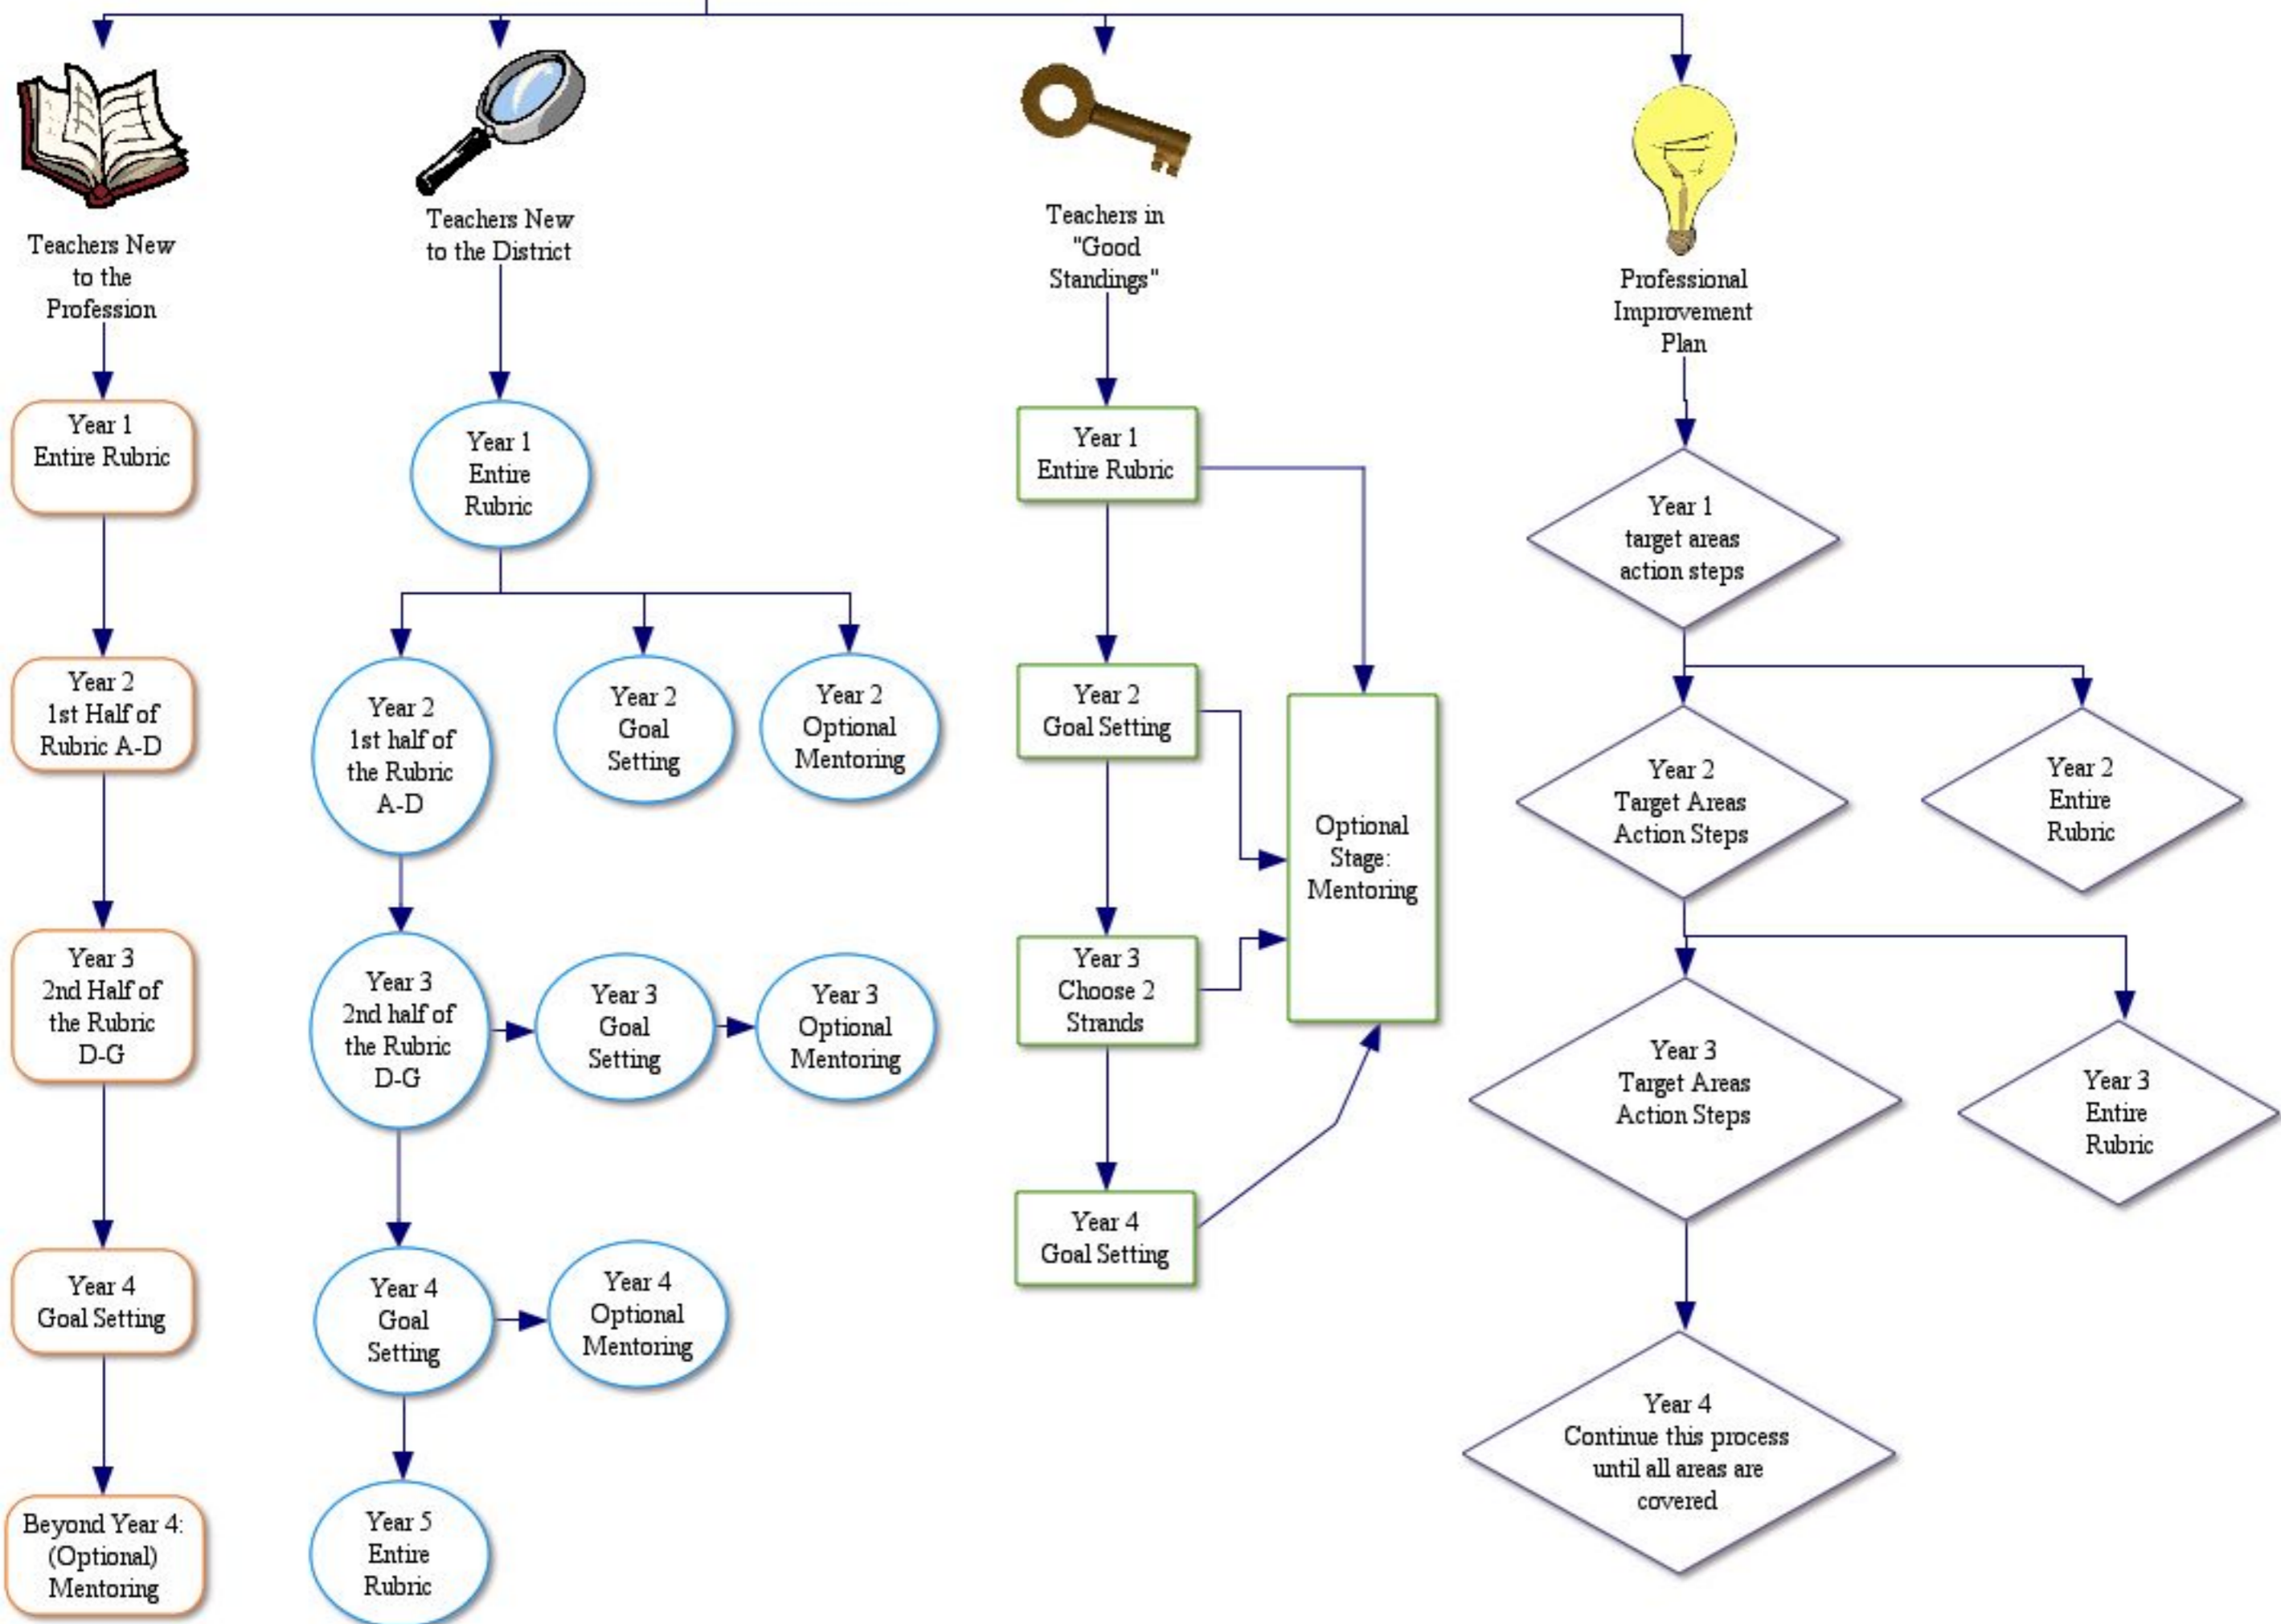 Teachers New
to the
Profession
Year 1
Entire Rubric
Year 2
1st Half of
Rubric A-D
Year 3
2nd Half of
the Rubric
D-G
Year 4
Goal Setting
Beyond Year 4:
(Optional)
Mentoring
Teachers New
to the District
Year 1
Entire
Rubric
Year 2
1st half of
the Rubric
A-D
Year 2
Goal
Setting
Year 2
Optional
Mentoring
Year 3
2nd half of
the Rubric
D-G
Year 3
Goal
Setting
Year 3
Optional
Mentoring
Year 4
Goal
Setting
Year 4
Optional
Mentoring
Year 5
Entire
Rubric
Teachers in
"Good
Standings"
Year 1
Entire Rubric
Year 2
Goal Setting
Year 3
Choose 2
Strands
Year 4
Goal Setting
Optional
Stage:
Mentoring
Professional
Improvement
Plan
Year 1
target areas
action steps
Year 2
Target Areas
Action Steps
Year 2
Entire
Rubric
Year 3
Target Areas
Action Steps
Year 3
Entire
Rubric
Year 4
Continue this process
until all areas are
covered